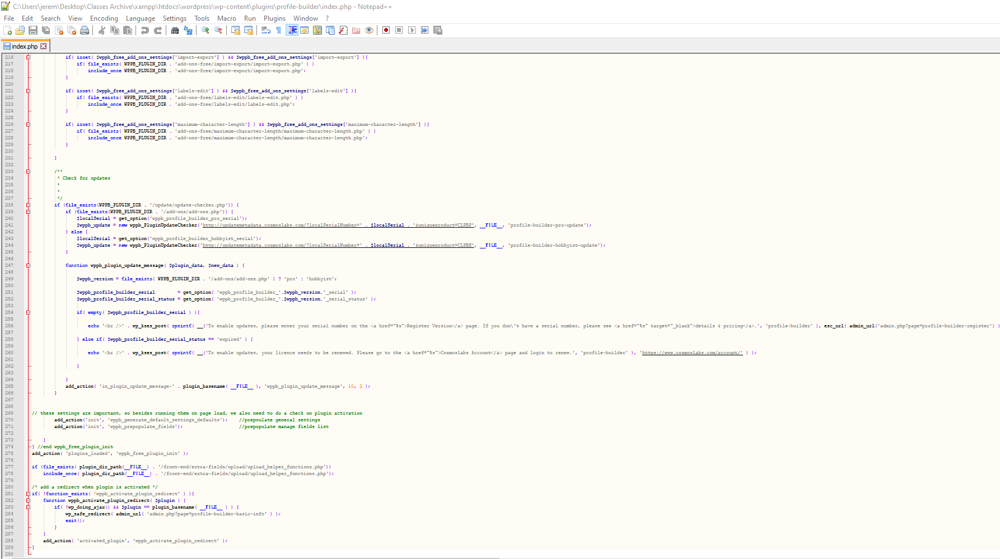 C:\Users\jerem\Desktop\Classes Archive\xampp\htdocs\wordpress\wp-content\plugins\profile-builder\index.php - Notepad++
File Edit Search View Encoding Language Settings Tools Macro Run Plugins Window ?
index.php
216 if( isset( $wppb_free_add_ons_settings['import-export'] ) && $wppb_free_add_ons_settings['import-export'] ){
217 if( file_exists( WPPB_PLUGIN_DIR . 'add-ons-free/import-export/import-export.php' ) )
218 include_once WPPB_PLUGIN_DIR . 'add-ons-free/import-export/import-export.php';
219 }
220
221 if( isset( $wppb_free_add_ons_settings['labels-edit'] ) && $wppb_free_add_ons_settings['labels-edit'] ){
222 if( file_exists( WPPB_PLUGIN_DIR . 'add-ons-free/labels-edit/labels-edit.php' ) )
223 include_once WPPB_PLUGIN_DIR . 'add-ons-free/labels-edit/labels-edit.php';
224 }
225
226 if( isset( $wppb_free_add_ons_settings['maximum-character-length'] ) && $wppb_free_add_ons_settings['maximum-character-length'] ){
227 if( file_exists( WPPB_PLUGIN_DIR . 'add-ons-free/maximum-character-length/maximum-character-length.php' ) )
228 include_once WPPB_PLUGIN_DIR . 'add-ons-free/maximum-character-length/maximum-character-length.php';
229 }
230
231 }
232
233 /**
234 * Check for updates
235 *
236 *
237 */
238 if (file_exists(WPPB_PLUGIN_DIR . '/update/update-checker.php')) {
239 if (file_exists(WPPB_PLUGIN_DIR . '/add-ons/add-ons.php')) {
240 $localSerial = get_option('wppb_profile_builder_pro_serial');
241 $wppb_update = new wppb_PluginUpdateChecker('http://updatemetadata.cozmoslabs.com/?localSerialNumber=' . $localSerial . '&uniqueproduct=CLPBP', __FILE__, 'profile-builder-pro-update');
242 } else {
243 $localSerial = get_option('wppb_profile_builder_hobbyist_serial');
244 $wppb_update = new wppb_PluginUpdateChecker('http://updatemetadata.cozmoslabs.com/?localSerialNumber=' . $localSerial . '&uniqueproduct=CLPBH', __FILE__, 'profile-builder-hobbyist-update');
245 }
246
247 function wppb_plugin_update_message( $plugin_data, $new_data ) {
248
249 $wppb_version = file_exists( WPPB_PLUGIN_DIR . '/add-ons/add-ons.php' ) ? 'pro' : 'hobbyist';
250
251 $wppb_profile_builder_serial = get_option( 'wppb_profile_builder_'.$wppb_version.'_serial' );
252 $wppb_profile_builder_serial_status = get_option( 'wppb_profile_builder_'.$wppb_version.'_serial_status' );
253
254 if( empty( $wppb_profile_builder_serial ) ){
255
256 echo '<br />' . wp_kses_post( sprintf( __('To enable updates, please enter your serial number on the <a href="%s">Register Version</a> page. If you don\'t have a serial number, please see <a href="%s" target="_blank">details & pricing</a>.', 'profile-builder' ), esc_url( admin_url('admin.php?page=profile-builder-register') )
257
258 } else if( $wppb_profile_builder_serial_status == 'expired' ) {
259
260 echo '<br />' . wp_kses_post( sprintf( __('To enable updates, your licence needs to be renewed. Please go to the <a href="%s">Cozmoslabs Account</a> page and login to renew.', 'profile-builder' ), 'https://www.cozmoslabs.com/account/' ) );
261
262 }
263
264 }
265 add_action( 'in_plugin_update_message-' . plugin_basename( __FILE__ ), 'wppb_plugin_update_message', 10, 2 );
266 }
267
268
269 // these settings are important, so besides running them on page load, we also need to do a check on plugin activation
270 add_action('init', 'wppb_generate_default_settings_defaults'); //prepopulate general settings
271 add_action('init', 'wppb_prepopulate_fields'); //prepopulate manage fields list
272
273 }
274 } //end wppb_free_plugin_init
275 add_action( 'plugins_loaded', 'wppb_free_plugin_init' );
276
277 if (file_exists( plugin_dir_path(__FILE__) . '/front-end/extra-fields/upload/upload_helper_functions.php'))
278 include_once( plugin_dir_path(__FILE__) . '/front-end/extra-fields/upload/upload_helper_functions.php');
279
280 /* add a redirect when plugin is activated */
281 if( !function_exists( 'wppb_activate_plugin_redirect' ) ){
282 function wppb_activate_plugin_redirect( $plugin ) {
283 if( !wp_doing_ajax() && $plugin == plugin_basename( __FILE__ ) ) {
284 wp_safe_redirect( admin_url( 'admin.php?page=profile-builder-basic-info' ) );
285 exit();
286 }
287 }
288 add_action( 'activated_plugin', 'wppb_activate_plugin_redirect' );
289 }
290